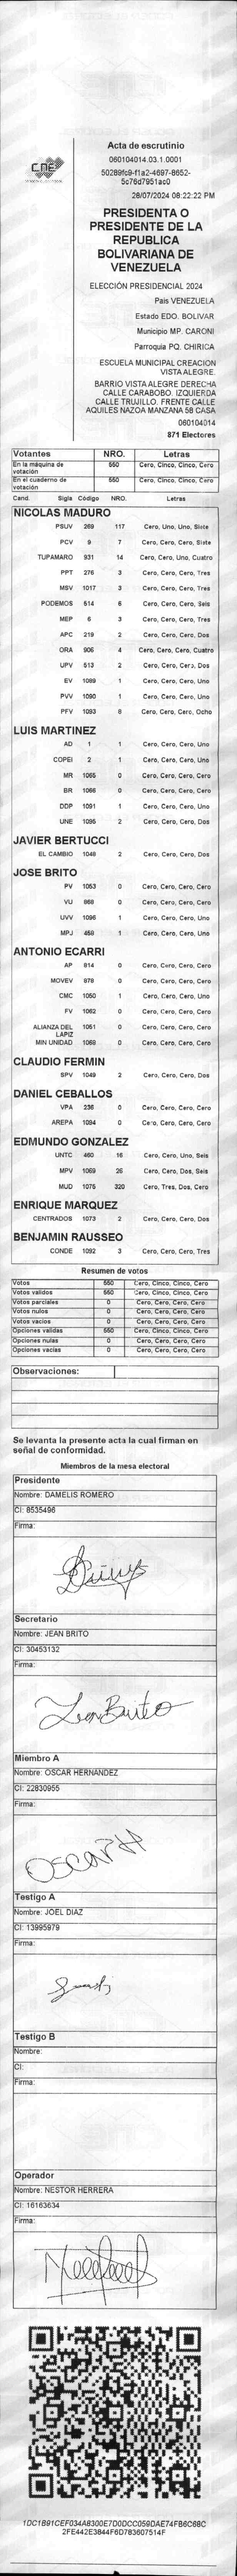 CNE
Acta de escrutinio
060104014.03.1.0001
50289fc9-f1a2-4697-8652-
5c76d7951ac0
28/07/2024 08:22:22 PM
PRESIDENTA O
PRESIDENTE DE LA
REPUBLICA
BOLIVARIANA DE
VENEZUELA
ELECCIÓN PRESIDENCIAL 2024
Pais VENEZUELA
Estado EDO. BOLIVAR
Municipio MP. CARONI
Parroquia PQ. CHIRICA
ESCUELA MUNICIPAL CREACION
VISTA ALEGRE.
BARRIO VISTA ALEGRE DERECHA
CALLE CARABOBO. IZQUIERDA
CALLE TRUJILLO. FRENTE CALLE
AQUILES NAZOA MANZANA 58 CASA
060104014
871 Electores
Votantes NRO. Letras
En la máquina de votación 550 Cero, Cinco, Cinco, Cero
En el cuaderno de votación 550 Cero, Cinco, Cinco, Cero
Cand. Sigla Código NRO. Letras
NICOLAS MADURO
PSUV 269 117 Cero, Uno, Uno, Siete
PCV 9 7 Cero, Cero, Cero, Siete
TUPAMARO 931 14 Cero, Cero, Uno, Cuatro
PPT 276 3 Cero, Cero, Cero, Tres
MSV 1017 3 Cero, Cero, Cero, Tres
PODEMOS 514 6 Cero, Cero, Cero, Seis
MEP 6 3 Cero, Cero, Cero, Tres
APC 219 2 Cero, Cero, Cero, Dos
ORA 906 4 Cero, Cero, Cero, Cuatro
UPV 513 2 Cero, Cero, Cero, Dos
EV 1089 1 Cero, Cero, Cero, Uno
PVV 1090 1 Cero, Cero, Cero, Uno
PFV 1093 8 Cero, Cero, Cero, Ocho
LUIS MARTINEZ
AD 1 1 Cero, Cero, Cero, Uno
COPEI 2 1 Cero, Cero, Cero, Uno
MR 1065 0 Cero, Cero, Cero, Cero
BR 1066 0 Cero, Cero, Cero, Cero
DDP 1091 1 Cero, Cero, Cero, Uno
UNE 1095 2 Cero, Cero, Cero, Dos
JAVIER BERTUCCI
EL CAMBIO 1048 2 Cero, Cero, Cero, Dos
JOSE BRITO
PV 1053 0 Cero, Cero, Cero, Cero
VU 868 0 Cero, Cero, Cero, Cero
UVV 1096 1 Cero, Cero, Cero, Uno
MPJ 459 1 Cero, Cero, Cero, Uno
ANTONIO ECARRI
AP 814 0 Cero, Cero, Cero, Cero
MOVEV 878 0 Cero, Cero, Cero, Cero
CMC 1050 1 Cero, Cero, Cero, Uno
FV 1062 0 Cero, Cero, Cero, Cero
ALIANZA DEL LAPIZ 1051 0 Cero, Cero, Cero, Cero
MIN UNIDAD 1068 0 Cero, Cero, Cero, Cero
CLAUDIO FERMIN
SPV 1049 2 Cero, Cero, Cero, Dos
DANIEL CEBALLOS
VPA 236 0 Cero, Cero, Cero, Cero
AREPA 1094 0 Cero, Cero, Cero, Cero
EDMUNDO GONZALEZ
UNTC 460 16 Cero, Cero, Uno, Seis
MPV 1069 26 Cero, Cero, Dos, Seis
MUD 1075 320 Cero, Tres, Dos, Cero
ENRIQUE MARQUEZ
CENTRADOS 1073 2 Cero, Cero, Cero, Dos
BENJAMIN RAUSSEO
CONDE 1092 3 Cero, Cero, Cero, Tres
Resumen de votos
Votos 550 Cero, Cinco, Cinco, Cero
Votos validos 550 Cero, Cinco, Cinco, Cero
Votos parciales 0 Cero, Cero, Cero, Cero
Votos nulos 0 Cero, Cero, Cero, Cero
Votos vacios 0 Cero, Cero, Cero, Cero
Opciones validas 550 Cero, Cinco, Cinco, Cero
Opciones nulas 0 Cero, Cero, Cero, Cero
Opciones vacias 0 Cero, Cero, Cero, Cero
Observaciones:
Se levanta la presente acta la cual firman en
señal de conformidad.
Miembros de la mesa electoral
Presidente
Nombre: DAMELIS ROMERO
CI: 8535496
Firma:
Secretario
Nombre: JEAN BRITO
CI: 30453132
Firma:
Jean Brito
Miembro A
Nombre: OSCAR HERNANDEZ
CI: 22830955
Firma:
OSCAR H
Testigo A
Nombre: JOEL DIAZ
CI: 13995979
Firma:
Testigo B
Nombre:
CI:
Firma:
Operador
Nombre: NESTOR HERRERA
CI: 16163634
Firma:
1DC1B91CEF034A8300E7D0DCC059DAE74FB6C68C
2FE442E3844F6D783607514F